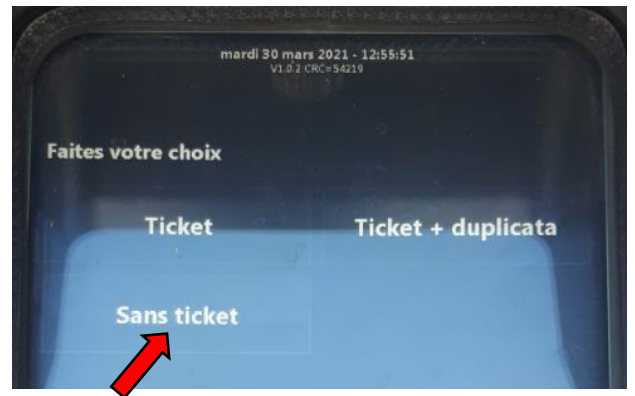 mardi 30 mars 2021 - 12:55:51
V1.0.2 CRC=54219
Faites votre choix
Ticket
Ticket + duplicata
Sans ticket